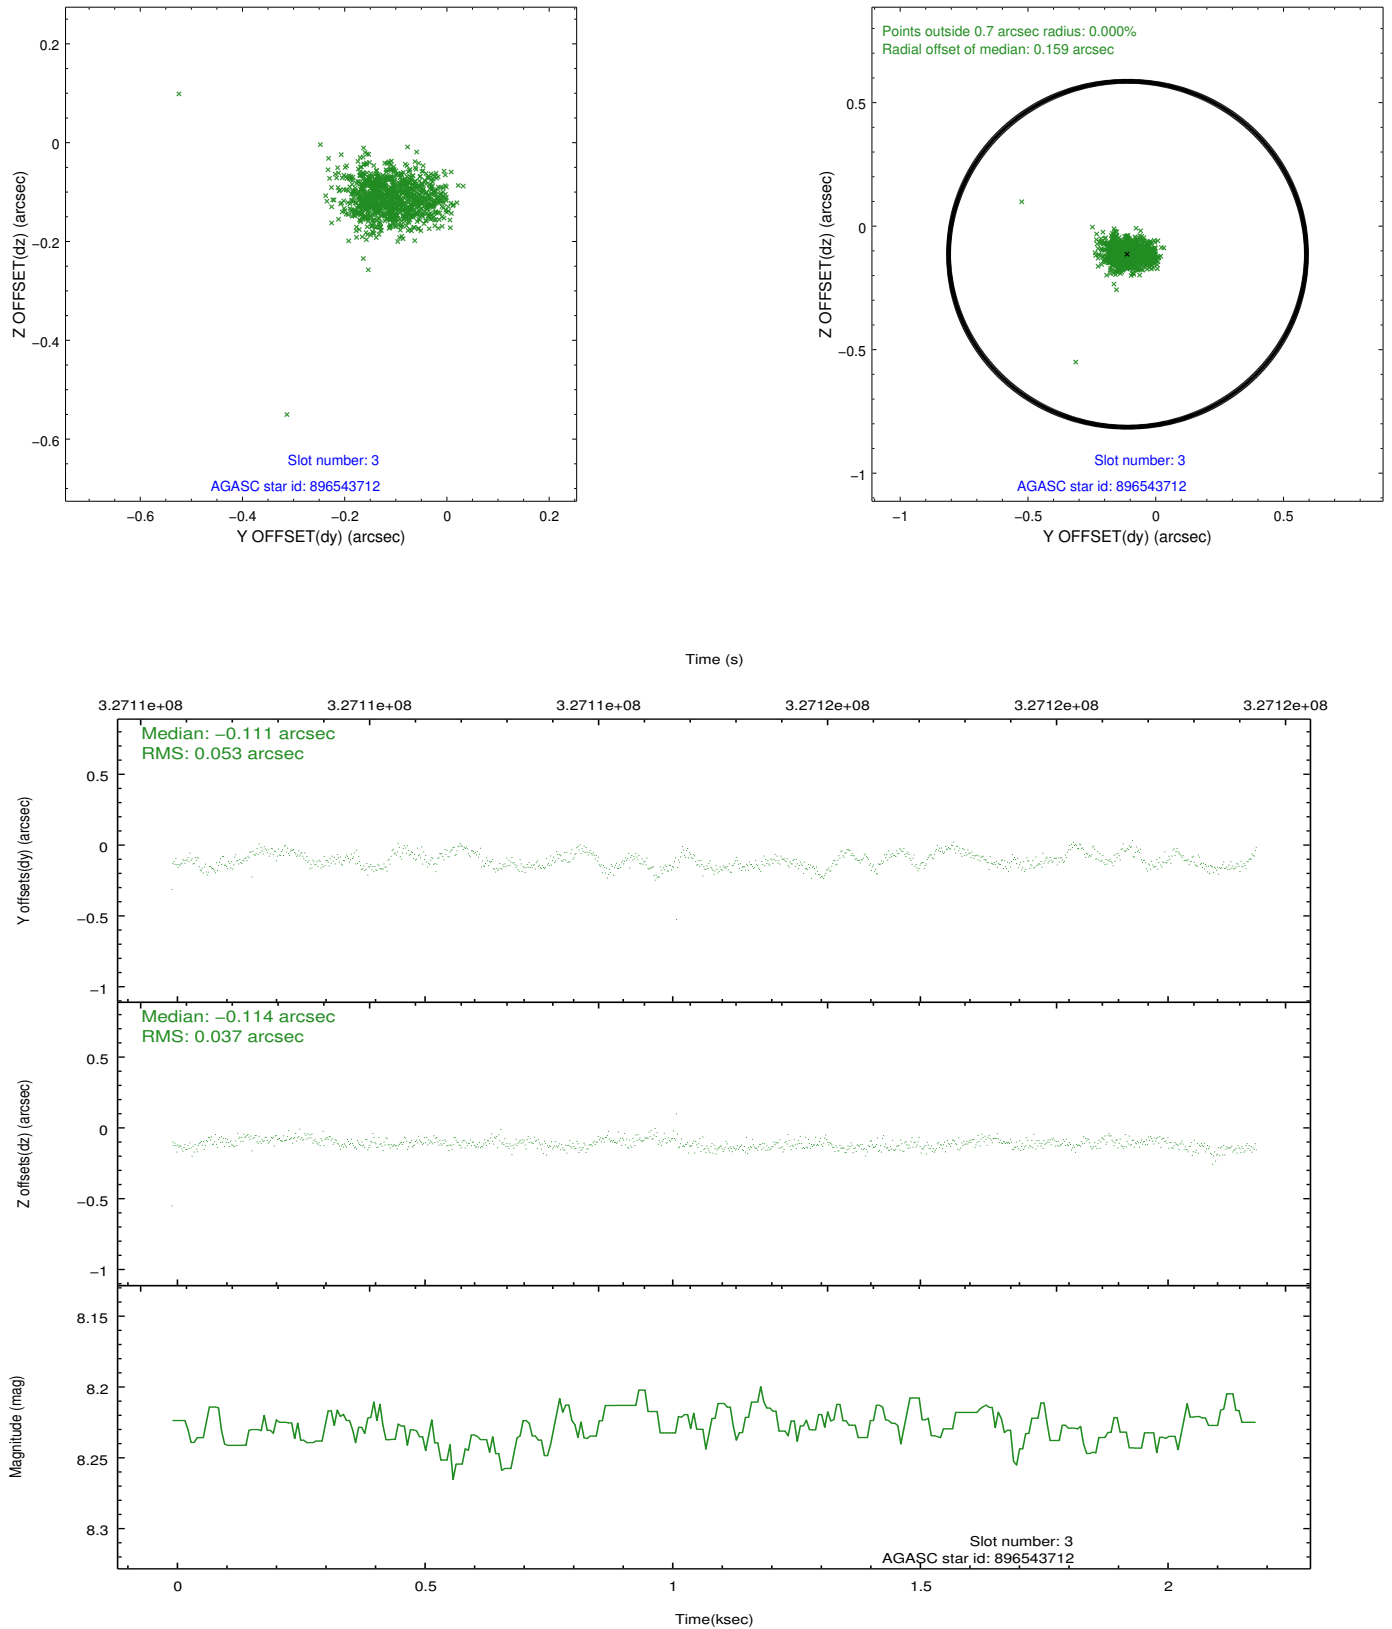 0.2
0
−0.2
−0.4
−0.6
Z OFFSET(dz) (arcsec)
Slot number: 3
AGASC star id: 896543712
−0.6
−0.4
−0.2
0
0.2
Y OFFSET(dy) (arcsec)
Points outside 0.7 arcsec radius: 0.000%
Radial offset of median: 0.159 arcsec
0.5
0
−0.5
−1
Z OFFSET(dz) (arcsec)
Slot number: 3
AGASC star id: 896543712
−1
−0.5
0
0.5
Y OFFSET(dy) (arcsec)
Time (s)
3.2711e+08
3.2711e+08
3.2711e+08
3.2712e+08
3.2712e+08
3.2712e+08
Median: −0.111 arcsec
RMS: 0.053 arcsec
0.5
0
−0.5
−1
Y offsets(dy) (arcsec)
Median: −0.114 arcsec
RMS: 0.037 arcsec
0.5
0
−0.5
−1
Z offsets(dz) (arcsec)
8.15
8.2
8.25
8.3
Magnitude (mag)
Slot number: 3
AGASC star id: 896543712
0
0.5
1
1.5
2
Time(ksec)